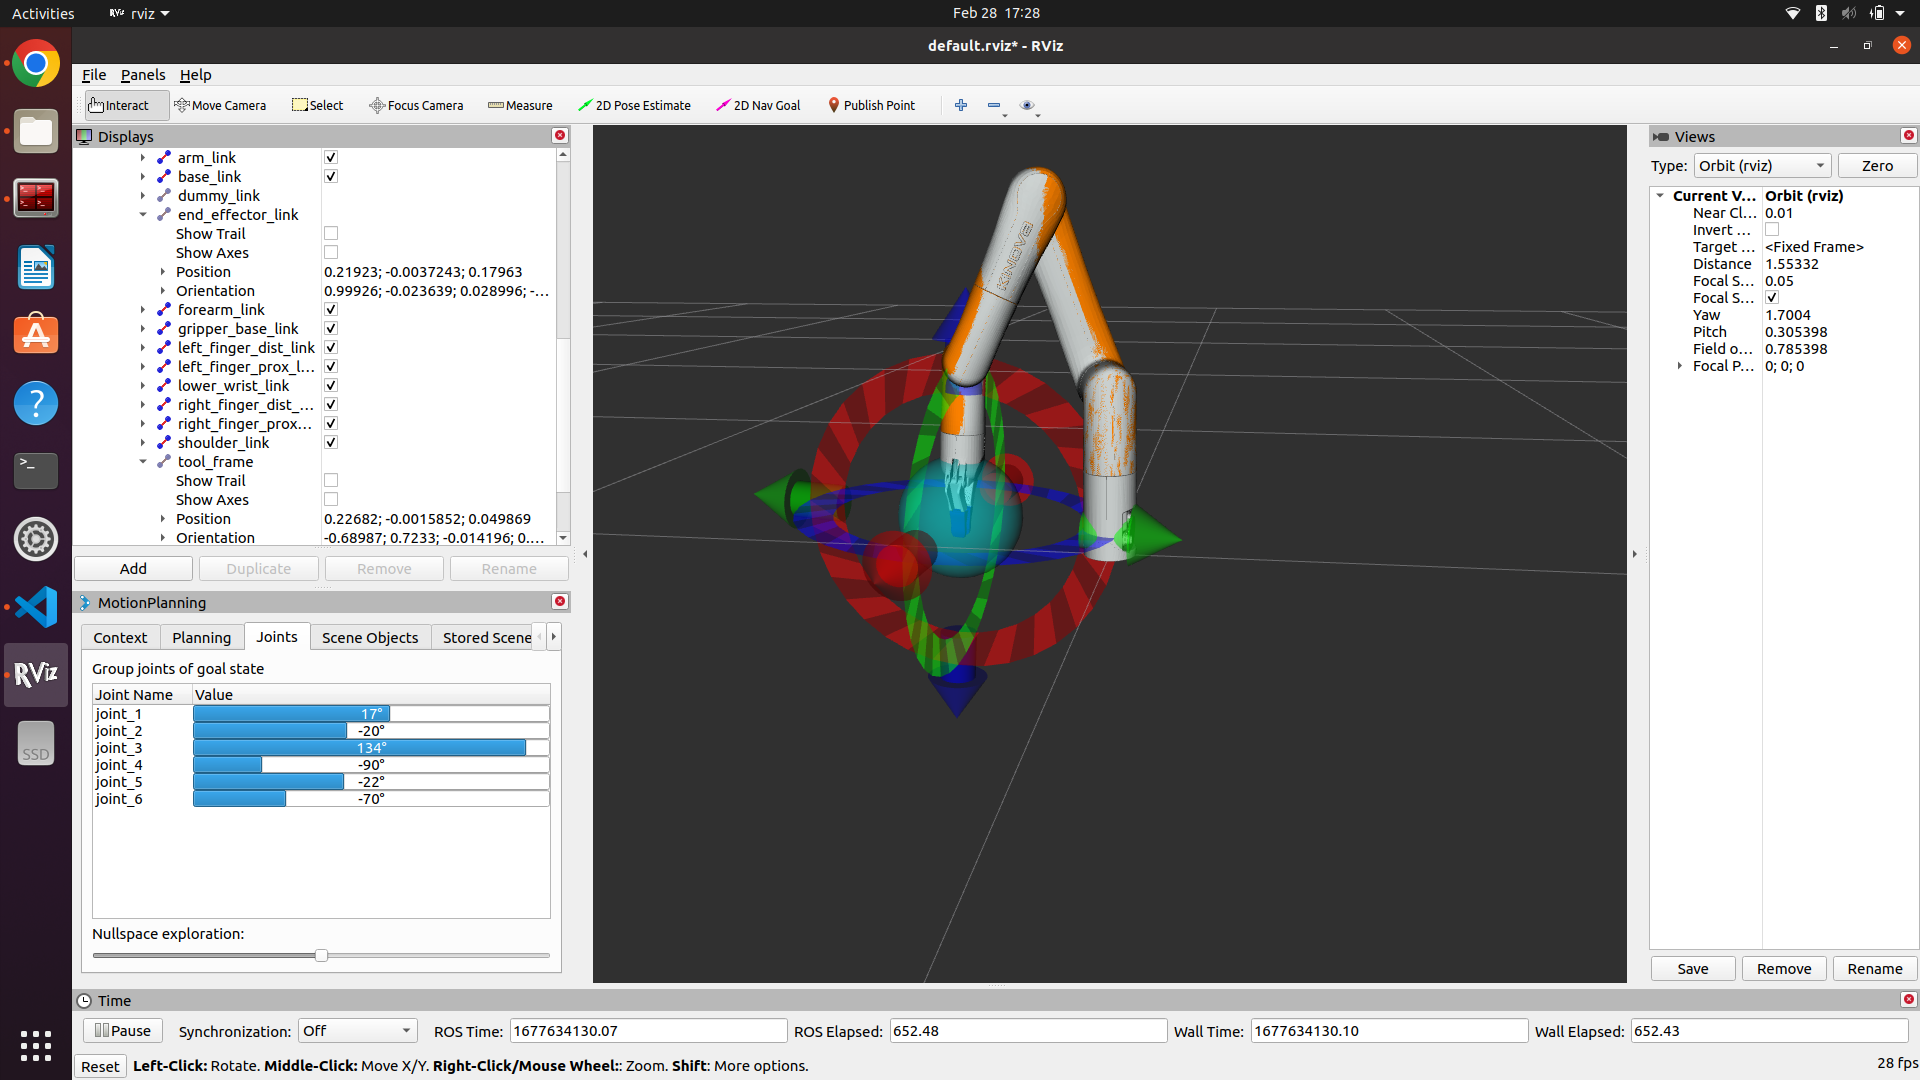 Activities
rviz
Feb 28 17:28
default.rviz* - RViz
File Panels Help
Interact Move Camera Select Focus Camera Measure 2D Pose Estimate 2D Nav Goal Publish Point
Displays
arm_link
base_link
dummy_link
end_effector_link
Show Trail
Show Axes
Position 0.21923; -0.0037243; 0.17963
Orientation 0.99926; -0.023639; 0.028996; -...
forearm_link
gripper_base_link
left_finger_dist_link
left_finger_prox_l...
lower_wrist_link
right_finger_dist_...
right_finger_prox...
shoulder_link
tool_frame
Show Trail
Show Axes
Position 0.22682; -0.0015852; 0.049869
Orientation -0.68987; 0.7233; -0.014196; 0....
Add Duplicate Remove Rename
MotionPlanning
Context Planning Joints Scene Objects Stored Scene
Group joints of goal state
Joint Name Value
joint_1 17°
joint_2 -20°
joint_3 134°
joint_4 -90°
joint_5 -22°
joint_6 -70°
Nullspace exploration:
KINOVA
Views
Type: Orbit (rviz) Zero
Current V... Orbit (rviz)
Near Cl... 0.01
Invert ...
Target ... <Fixed Frame>
Distance 1.55332
Focal S... 0.05
Focal S...
Yaw 1.7004
Pitch 0.305398
Field o... 0.785398
Focal P... 0; 0; 0
Save Remove Rename
Time
Pause Synchronization: Off ROS Time: 1677634130.07 ROS Elapsed: 652.48 Wall Time: 1677634130.10 Wall Elapsed: 652.43
Reset Left-Click: Rotate. Middle-Click: Move X/Y. Right-Click/Mouse Wheel:: Zoom. Shift: More options.
28 fps
RViz
SSD